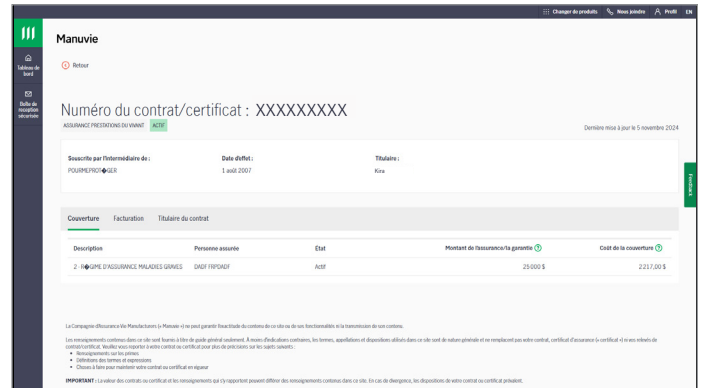 Changer de produits Nous joindre Profil EN
Manuvie
Tableau de
bord
Retour
Boîte de
réception
sécurisée
Numéro du contrat/certificat : XXXXXXXXX
ASSURANCE PRESTATIONS DU VIVANT ACTIF
Dernière mise à jour le 5 novembre 2024
Souscrite par l'intermédiaire de : Date d'effet : Titulaire :
POURMEPROT�GER 1 août 2007 Kira
Feedback
Couverture Facturation Titulaire du contrat
Description Personne assurée État Montant de l'assurance/la garantie ? Coût de la couverture ?
2 - R�GIME D'ASSURANCE MALADIES GRAVES DADF FRPDADF Actif 25 000 $ 2 217,00 $
La Compagnie d'Assurance Vie Manufacturers (« Manuvie ») ne peut garantir l'exactitude du contenu de ce site ou de ses fonctionnalités ni la transmission de son contenu.
Les renseignements contenus dans ce site sont fournis à titre de guide général seulement. À moins d'indications contraires, les termes, appellations et dispositions utilisés dans ce site sont de nature générale et ne remplacent pas votre contrat, certificat d'assurance (« certificat ») ni vos relevés de
contrat/certificat. Veuillez vous reporter à votre contrat ou certificat pour plus de précisions sur les sujets suivants :
• Renseignements sur les primes
• Définitions des termes et expressions
• Choses à faire pour maintenir votre contrat ou certificat en vigueur
IMPORTANT : La valeur des contrats ou certificat et les renseignements qui s'y rapportent peuvent différer des renseignements contenus dans ce site. En cas de divergence, les dispositions de votre contrat ou certificat prévalent.